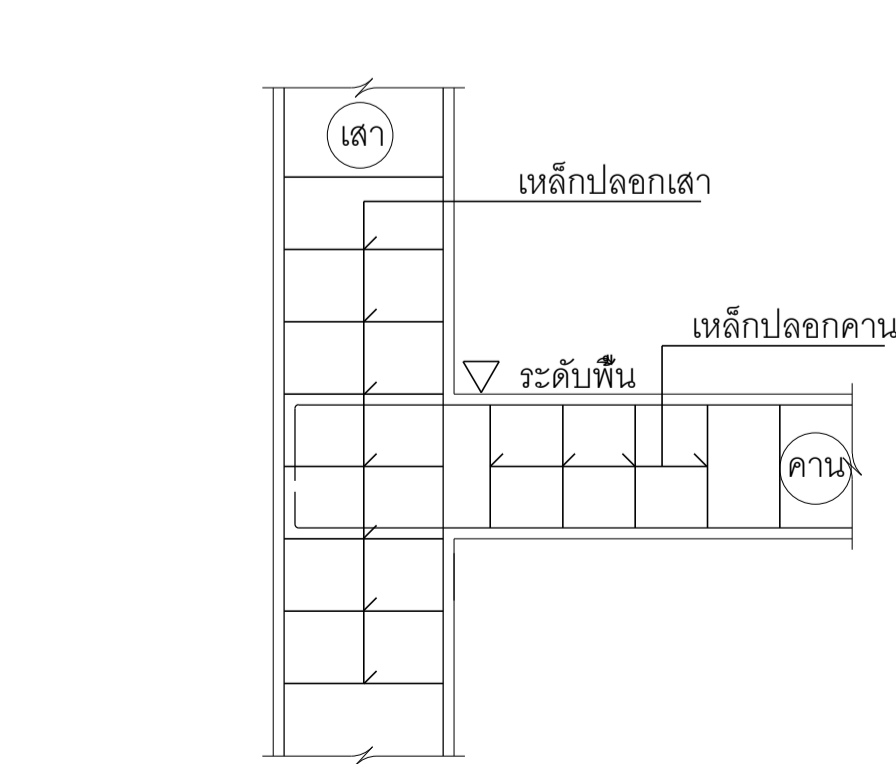 เสา
เหล็กปลอกเสา
เหล็กปลอกคาน
ระดับพื้น
คาน